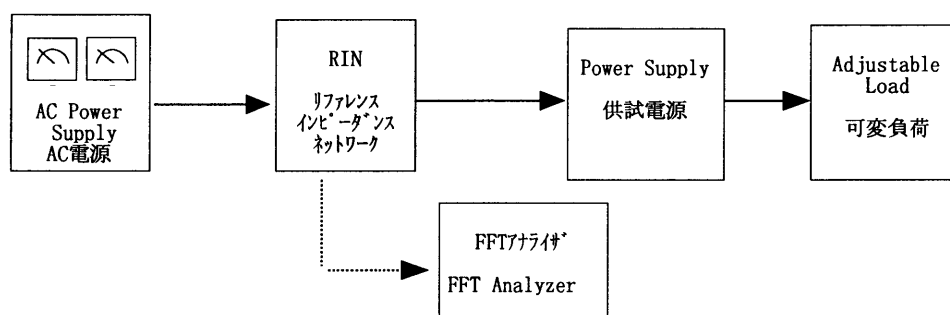 AC Power
Supply
AC電源
RIN
ﾘﾌｧﾚﾝｽ
ｲﾝﾋﾟｰﾀﾞﾝｽ
ﾈｯﾄﾜｰｸ
Power Supply
供試電源
Adjustable
Load
可変負荷
FFTｱﾅﾗｲｻﾞ
FFT Analyzer